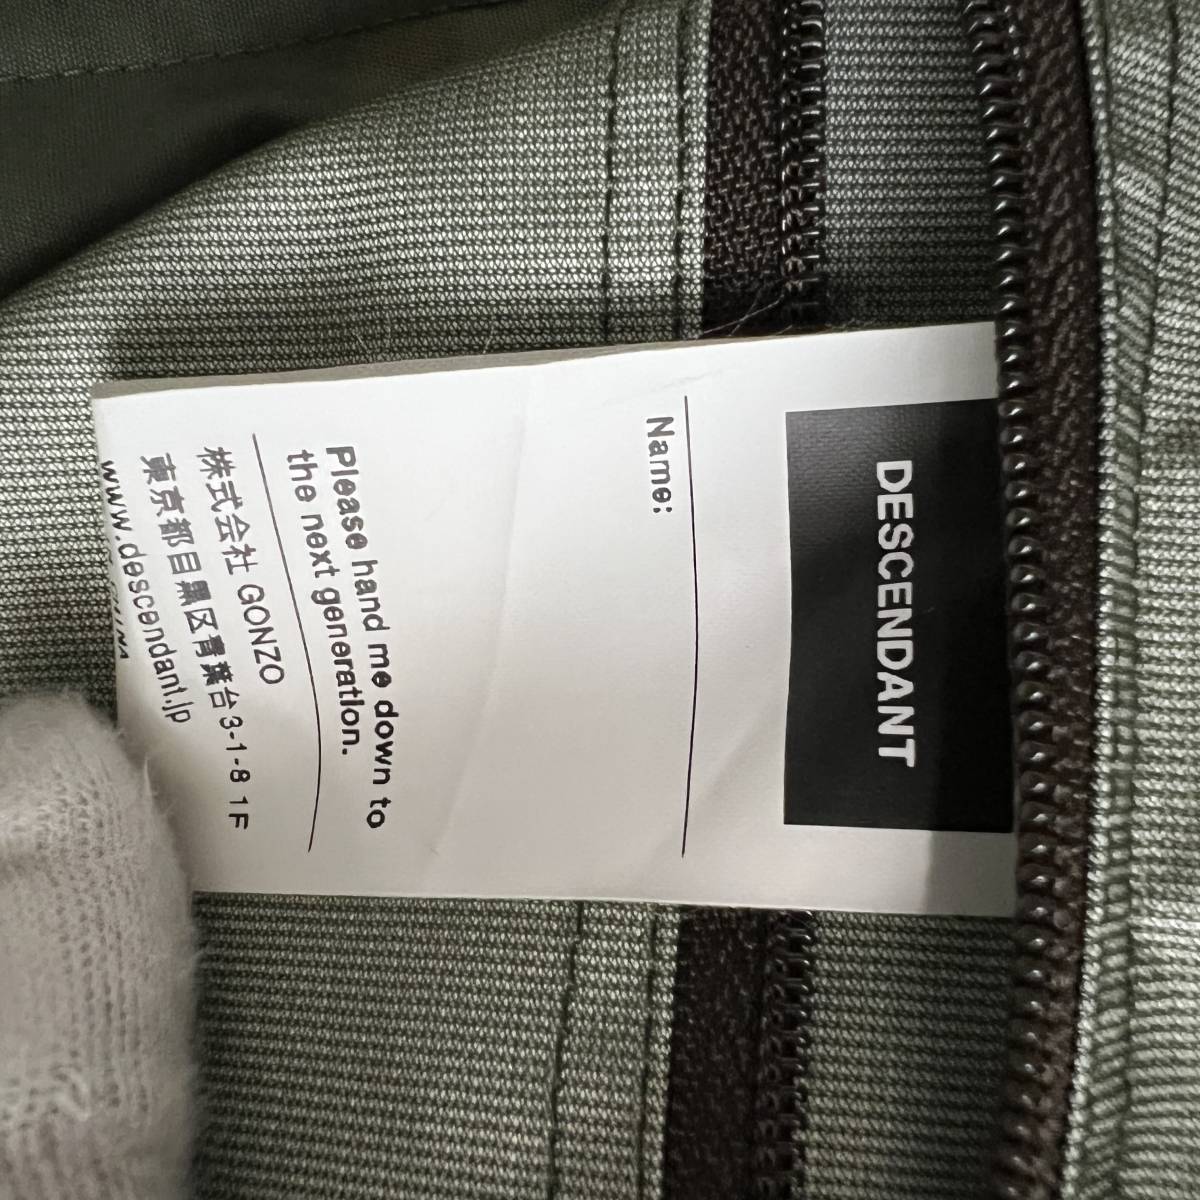 DESCENDANT
Name:
Please hand me down to
the next generation.
株式会社 GONZO
東京都目黒区青葉台 3-1-8 1F
www.descendant.jp